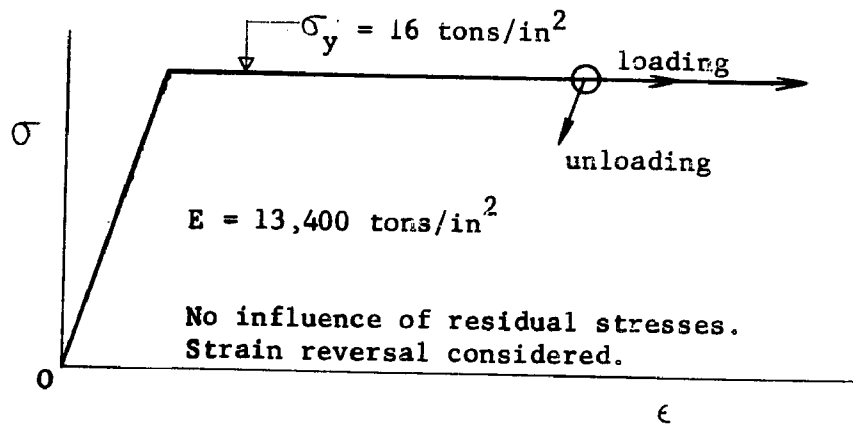 σy = 16 tons/in²
loading
σ
unloading
E = 13,400 tons/in²
No influence of residual stresses.
Strain reversal considered.
0
ϵ